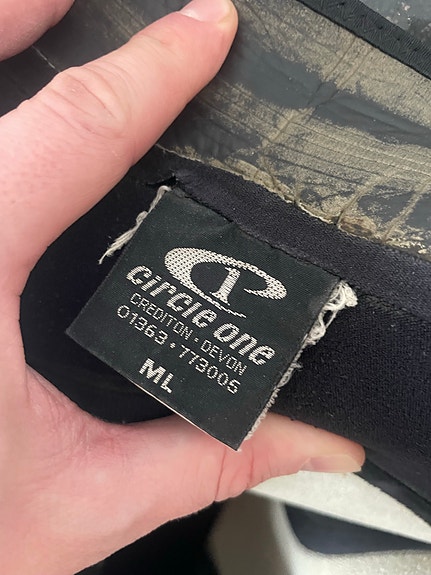 circle one
CREDITON · DEVON
01363 · 773005
ML